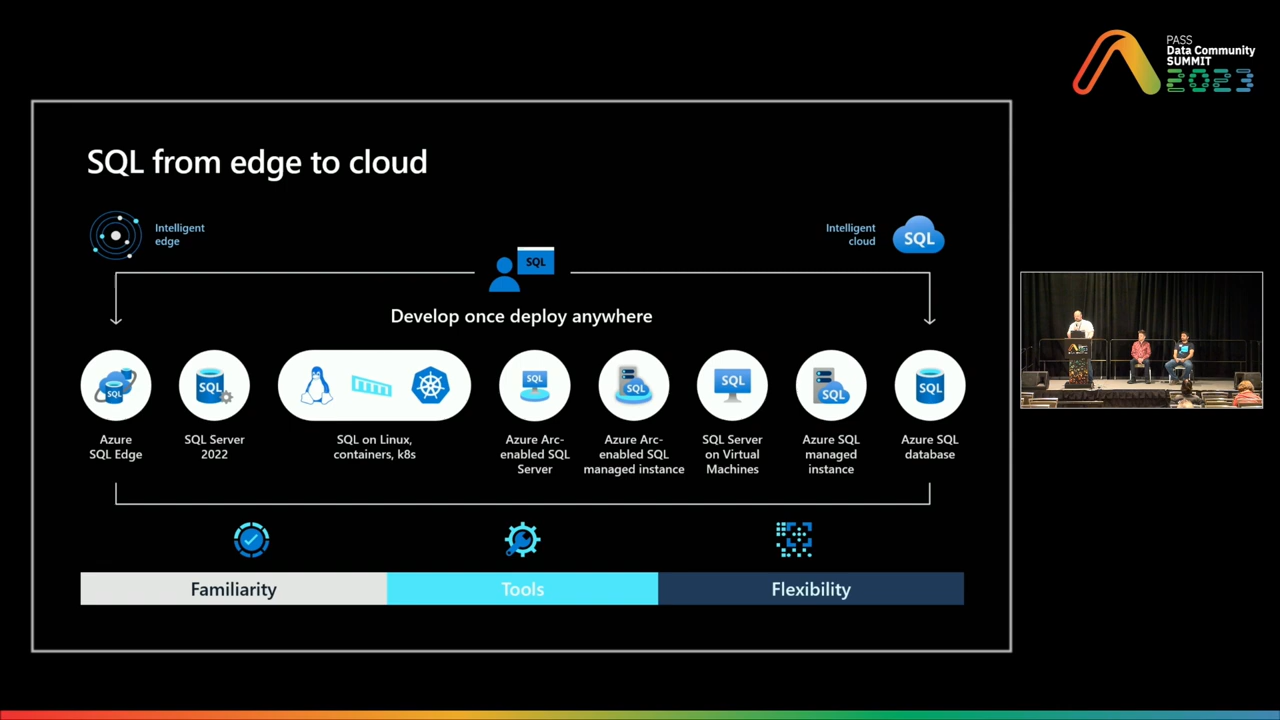 PASS
Data Community
SUMMIT
2023
SQL from edge to cloud
Intelligent
edge
Intelligent
cloud
SQL
SQL
Develop once deploy anywhere
SQL
SQL
SQL
SQL
SQL
SQL
SQL
Azure
SQL Edge
SQL Server
2022
SQL on Linux,
containers, k8s
Azure Arc-
enabled SQL
Server
Azure Arc-
enabled SQL
managed instance
SQL Server
on Virtual
Machines
Azure SQL
managed
instance
Azure SQL
database
Familiarity
Tools
Flexibility